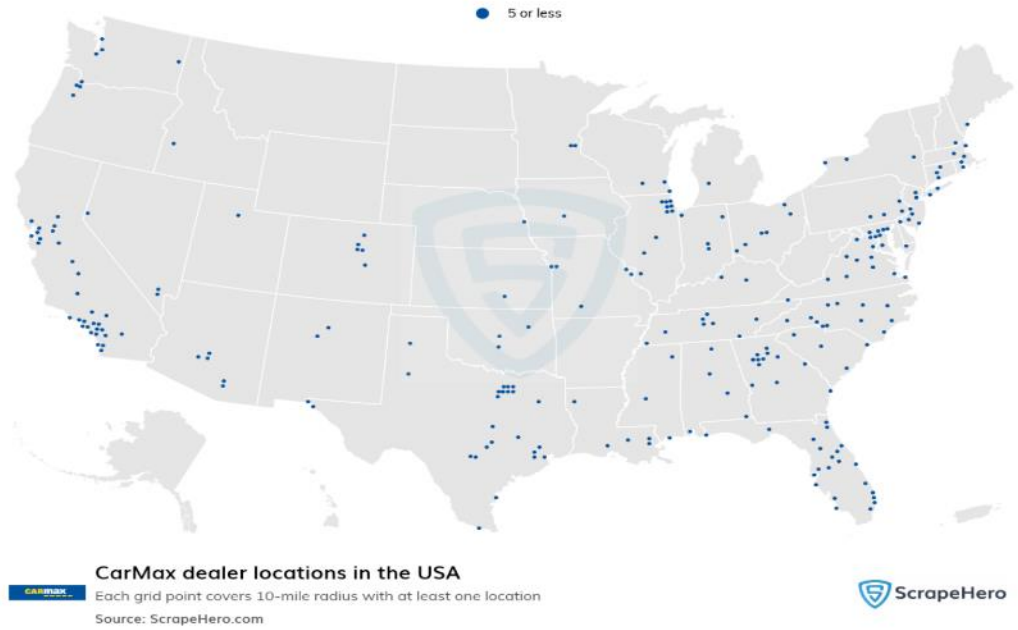 5 or less
CarMax dealer locations in the USA
CARMAX
Each grid point covers 10-mile radius with at least one location
Source: ScrapeHero.com
ScrapeHero